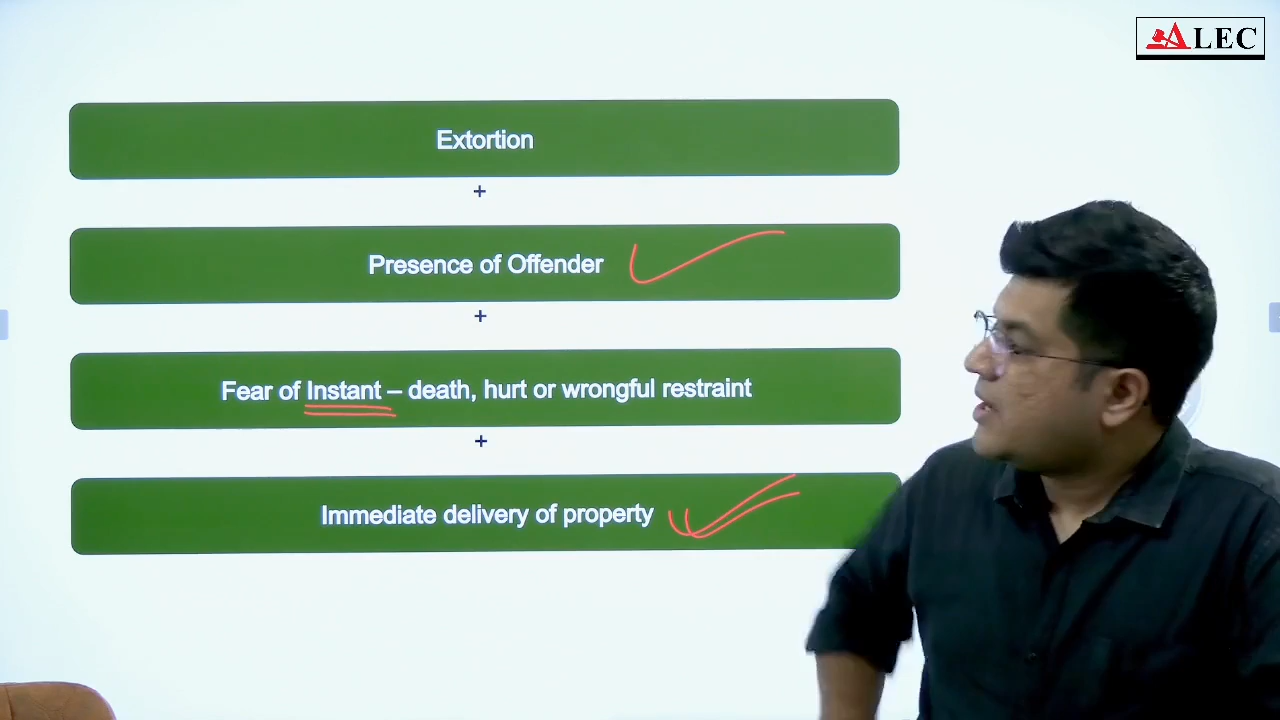 ALEC
Extortion
+
Presence of Offender
+
Fear of Instant – death, hurt or wrongful restraint
+
Immediate delivery of property